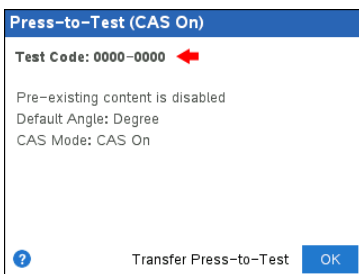 Press-to-Test (CAS On)
Test Code: 0000-0000
Pre-existing content is disabled
Default Angle: Degree
CAS Mode: CAS On
? Transfer Press-to-Test OK